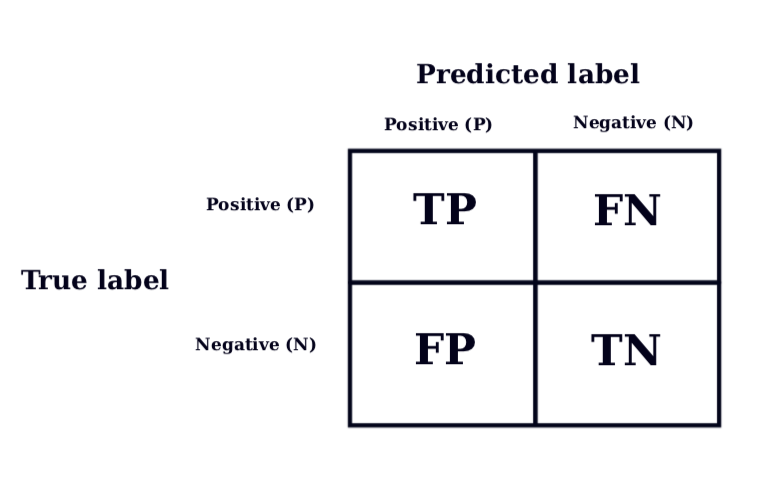 Predicted label
Positive (P) Negative (N)
Positive (P) TP FN
True label
Negative (N) FP TN